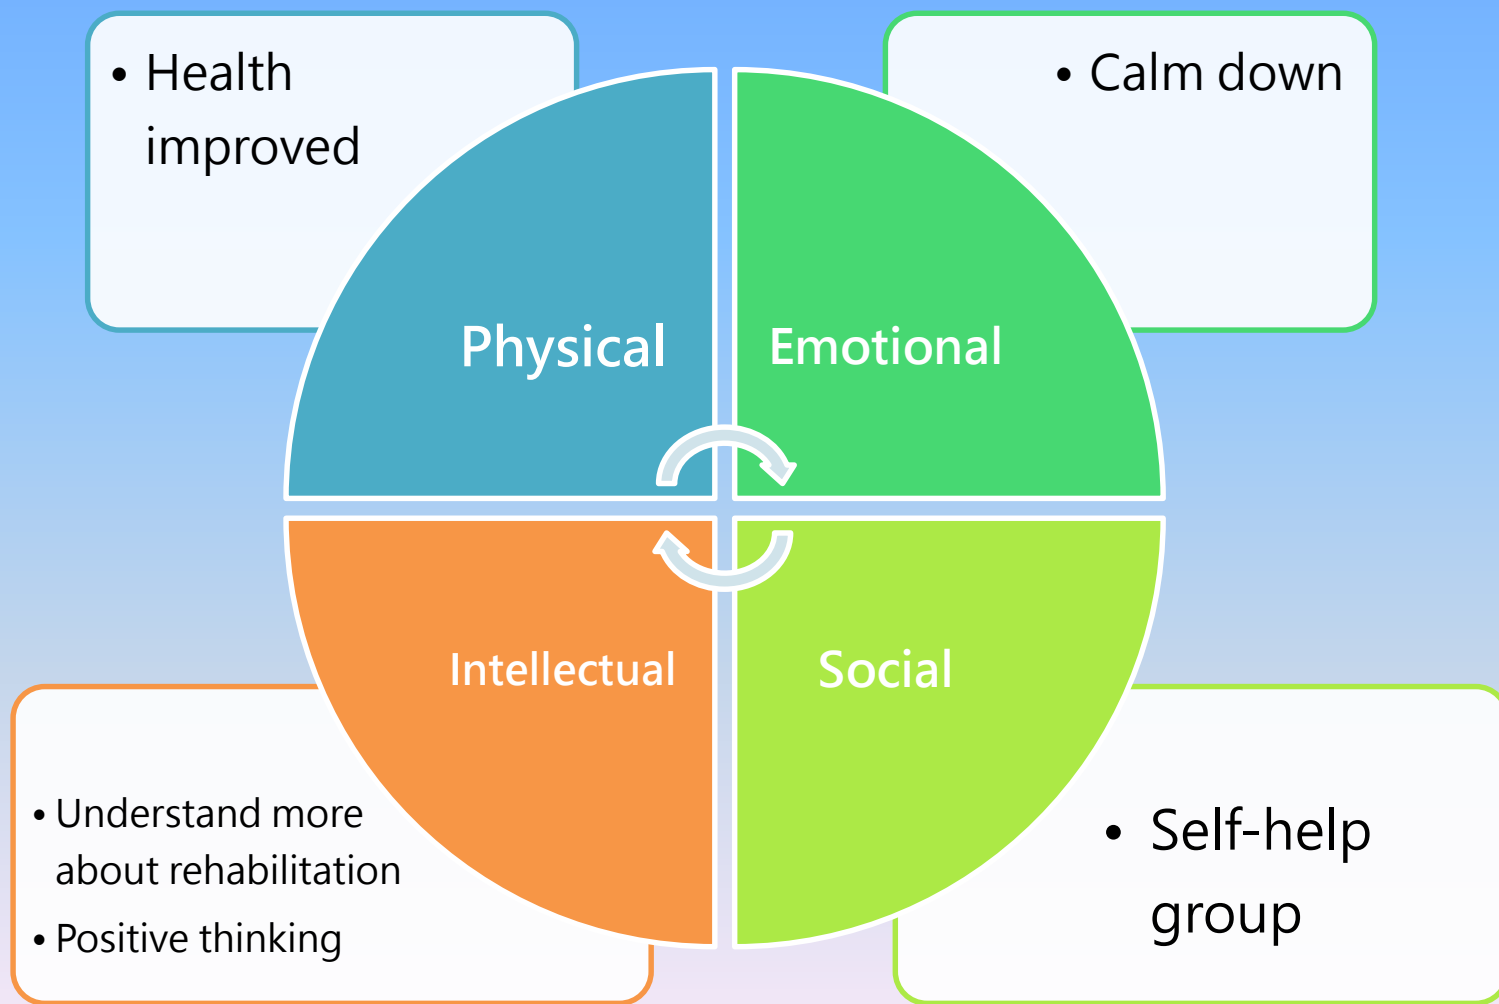 • Health
improved
• Calm down
Physical
Emotional
Intellectual
Social
• Understand more
about rehabilitation
• Positive thinking
• Self-help
group